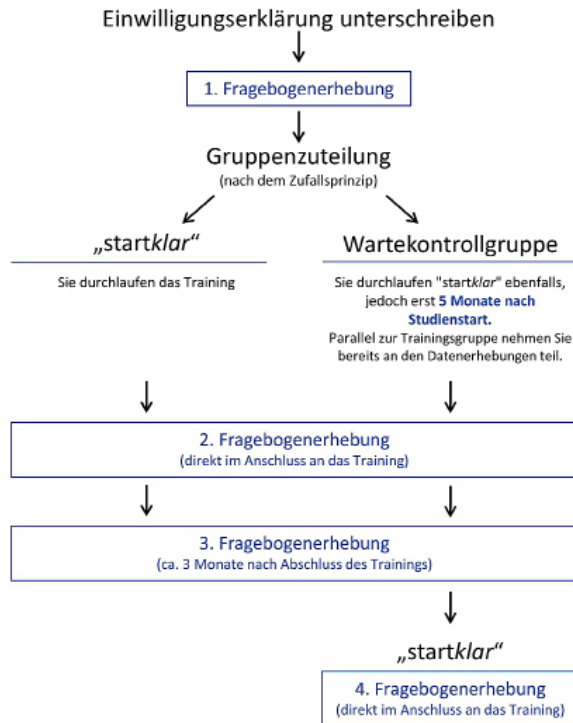 Einwilligungserklärung unterschreiben
1. Fragebogenerhebung
Gruppenzuteilung
(nach dem Zufallsprinzip)
„startklar“
Sie durchlaufen das Training
Wartekontrollgruppe
Sie durchlaufen "startklar" ebenfalls,
jedoch erst 5 Monate nach
Studienstart.
Parallel zur Trainingsgruppe nehmen Sie
bereits an den Datenerhebungen teil.
2. Fragebogenerhebung
(direkt im Anschluss an das Training)
3. Fragebogenerhebung
(ca. 3 Monate nach Abschluss des Trainings)
„startklar“
4. Fragebogenerhebung
(direkt im Anschluss an das Training)